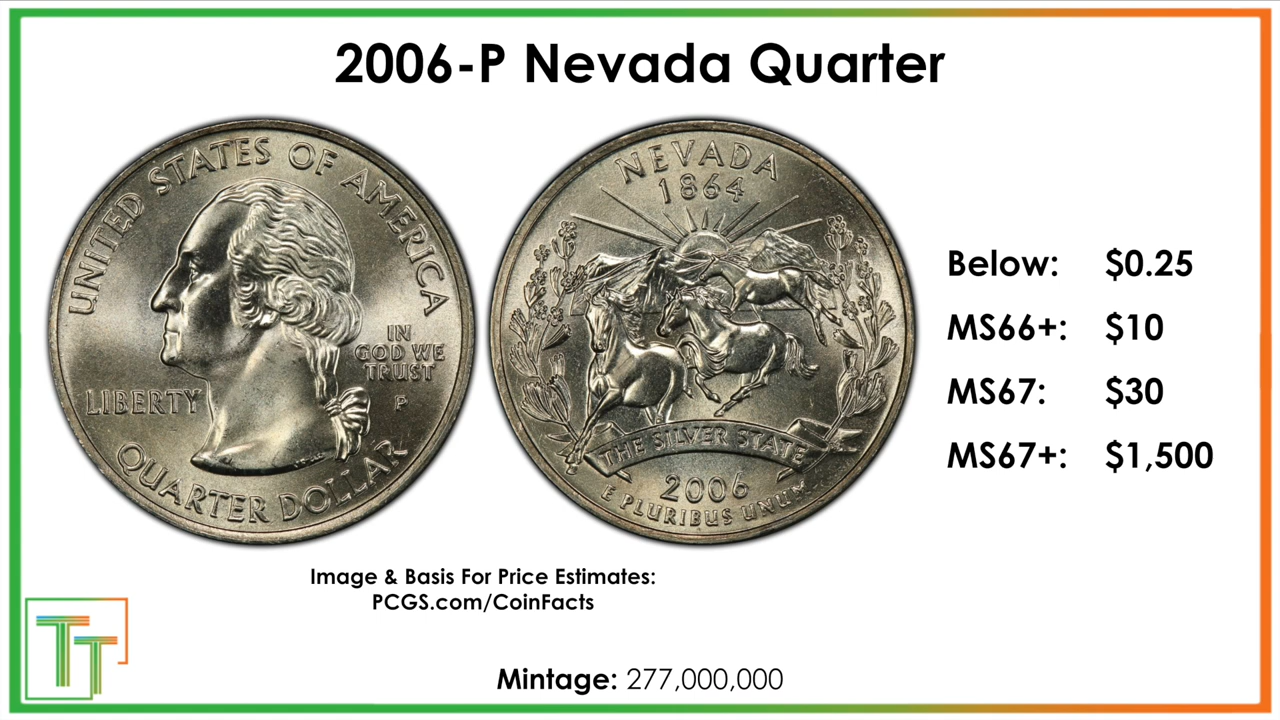 2006-P Nevada Quarter
UNITED STATES OF AMERICA
IN
GOD WE
TRUST
LIBERTY
P
QUARTER DOLLAR
NEVADA
1864
THE SILVER STATE
2006
E PLURIBUS UNUM
Below: $0.25
MS66+: $10
MS67: $30
MS67+: $1,500
Image & Basis For Price Estimates:
PCGS.com/CoinFacts
TT
Mintage: 277,000,000